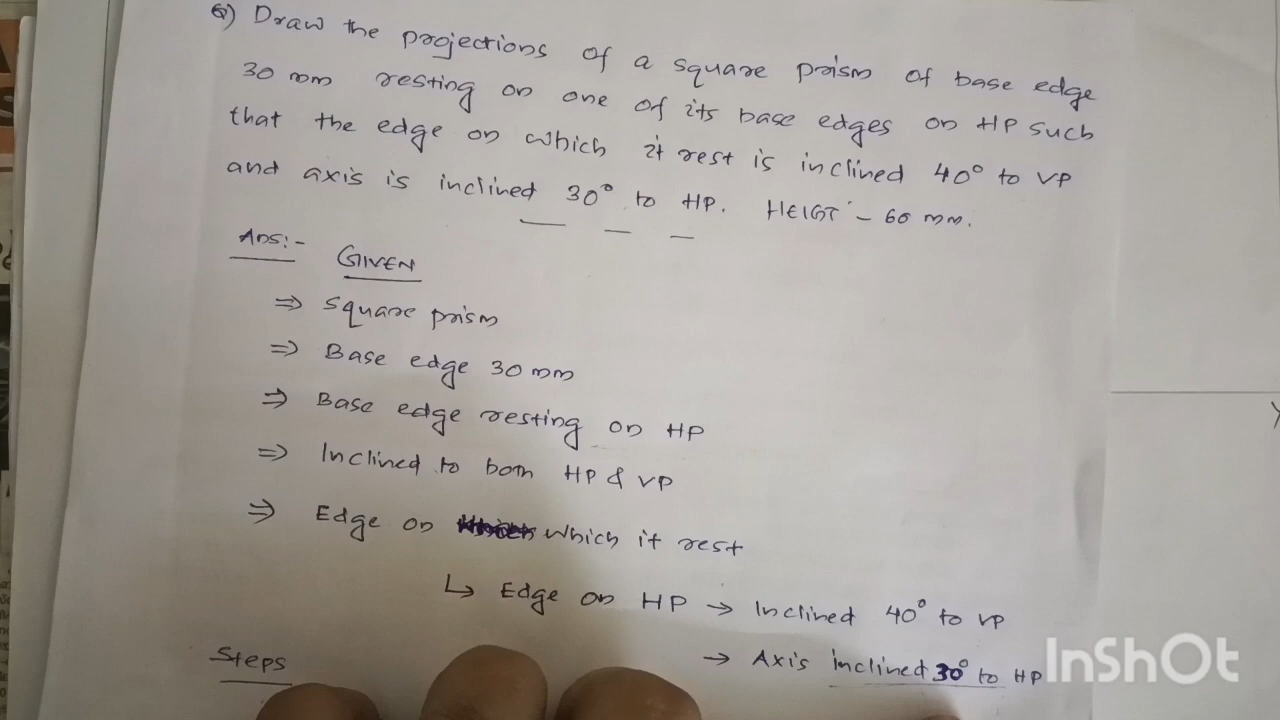 Q) Draw the projections of a square prism of base edge
30 mm resting on one of its base edges on HP such
that the edge on which it rest is inclined 40° to VP
and axis is inclined 30° to HP. HEIGT - 60 mm.
Ans:- GIVEN
⇒ Square prism
⇒ Base edge 30 mm
⇒ Base edge resting on HP
⇒ Inclined to both HP & VP
⇒ Edge on which it rest
↳ Edge on HP → Inclined 40° to VP
→ Axis inclined 30° to HP
Steps
InShOt